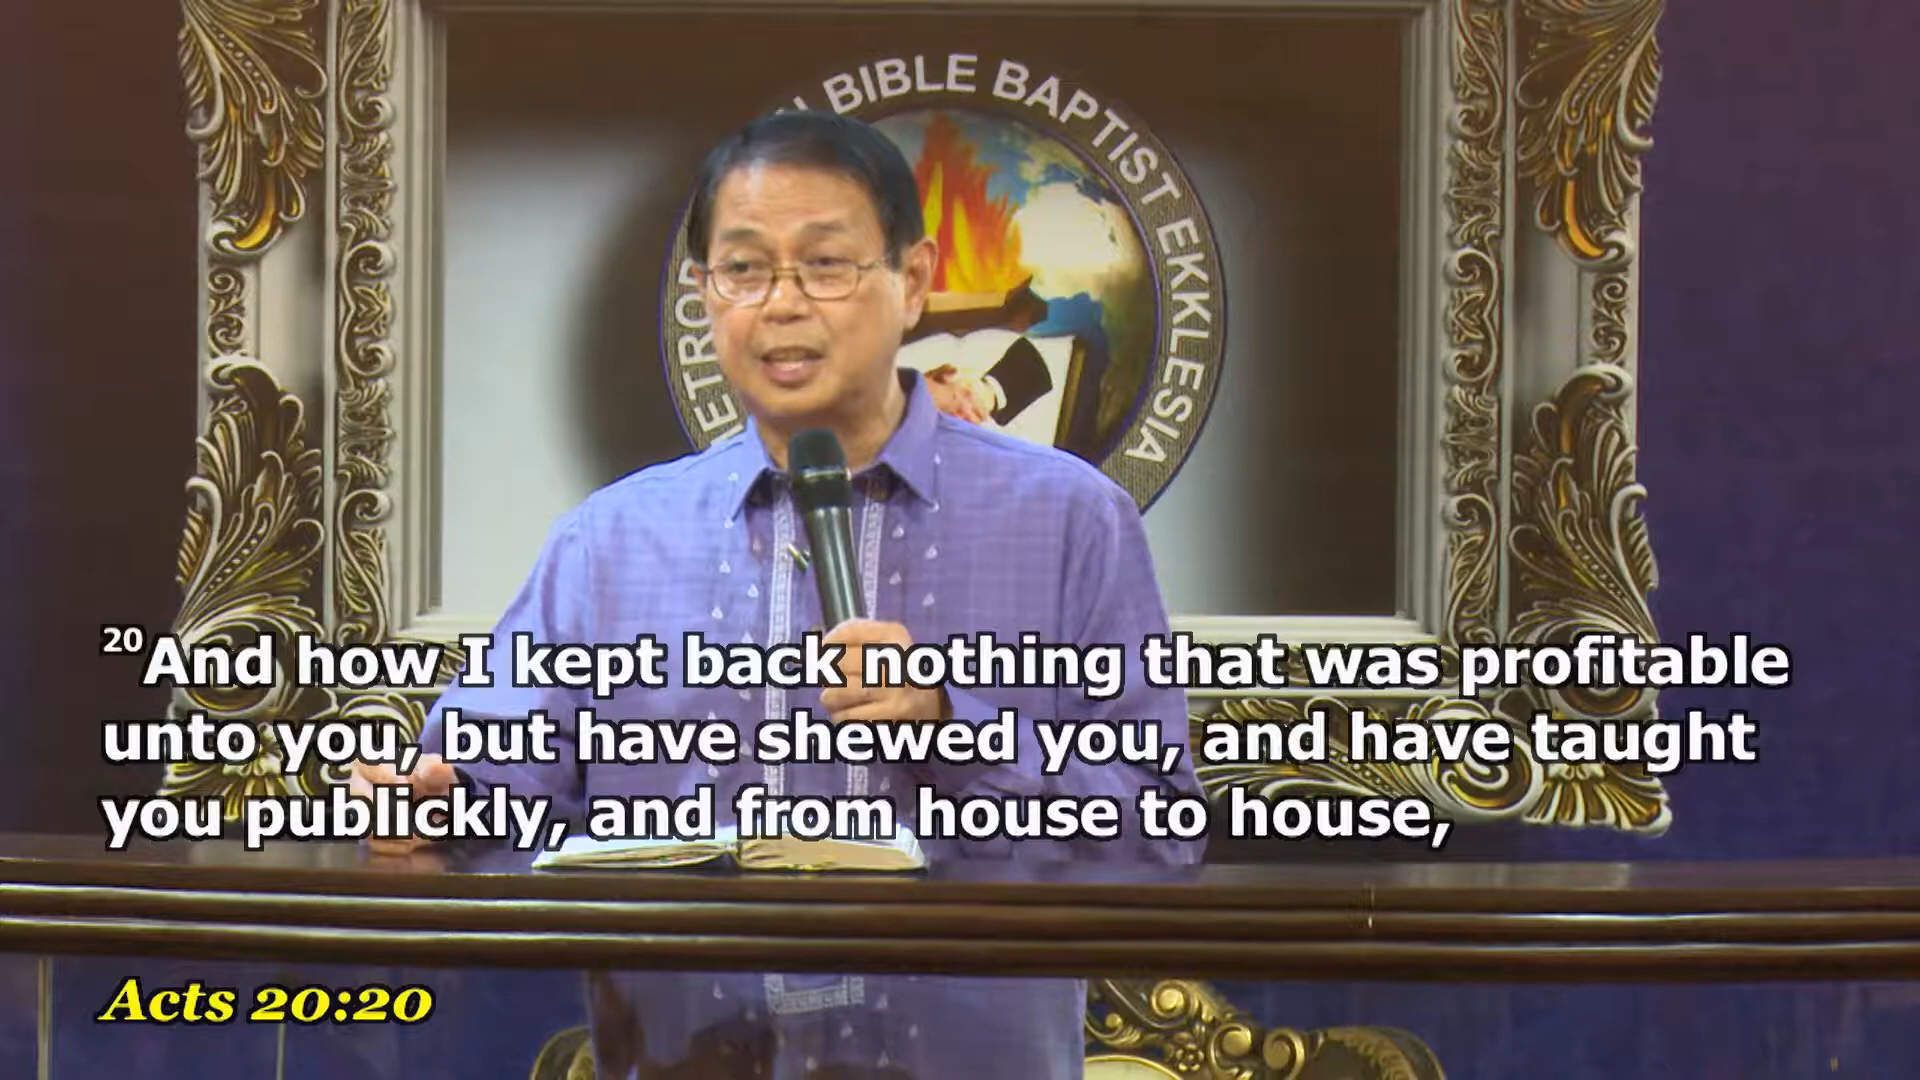 BIBLE BAPTIST EKKLESIA
20And how I kept back nothing that was profitable
unto you, but have shewed you, and have taught
you publickly, and from house to house,
Acts 20:20